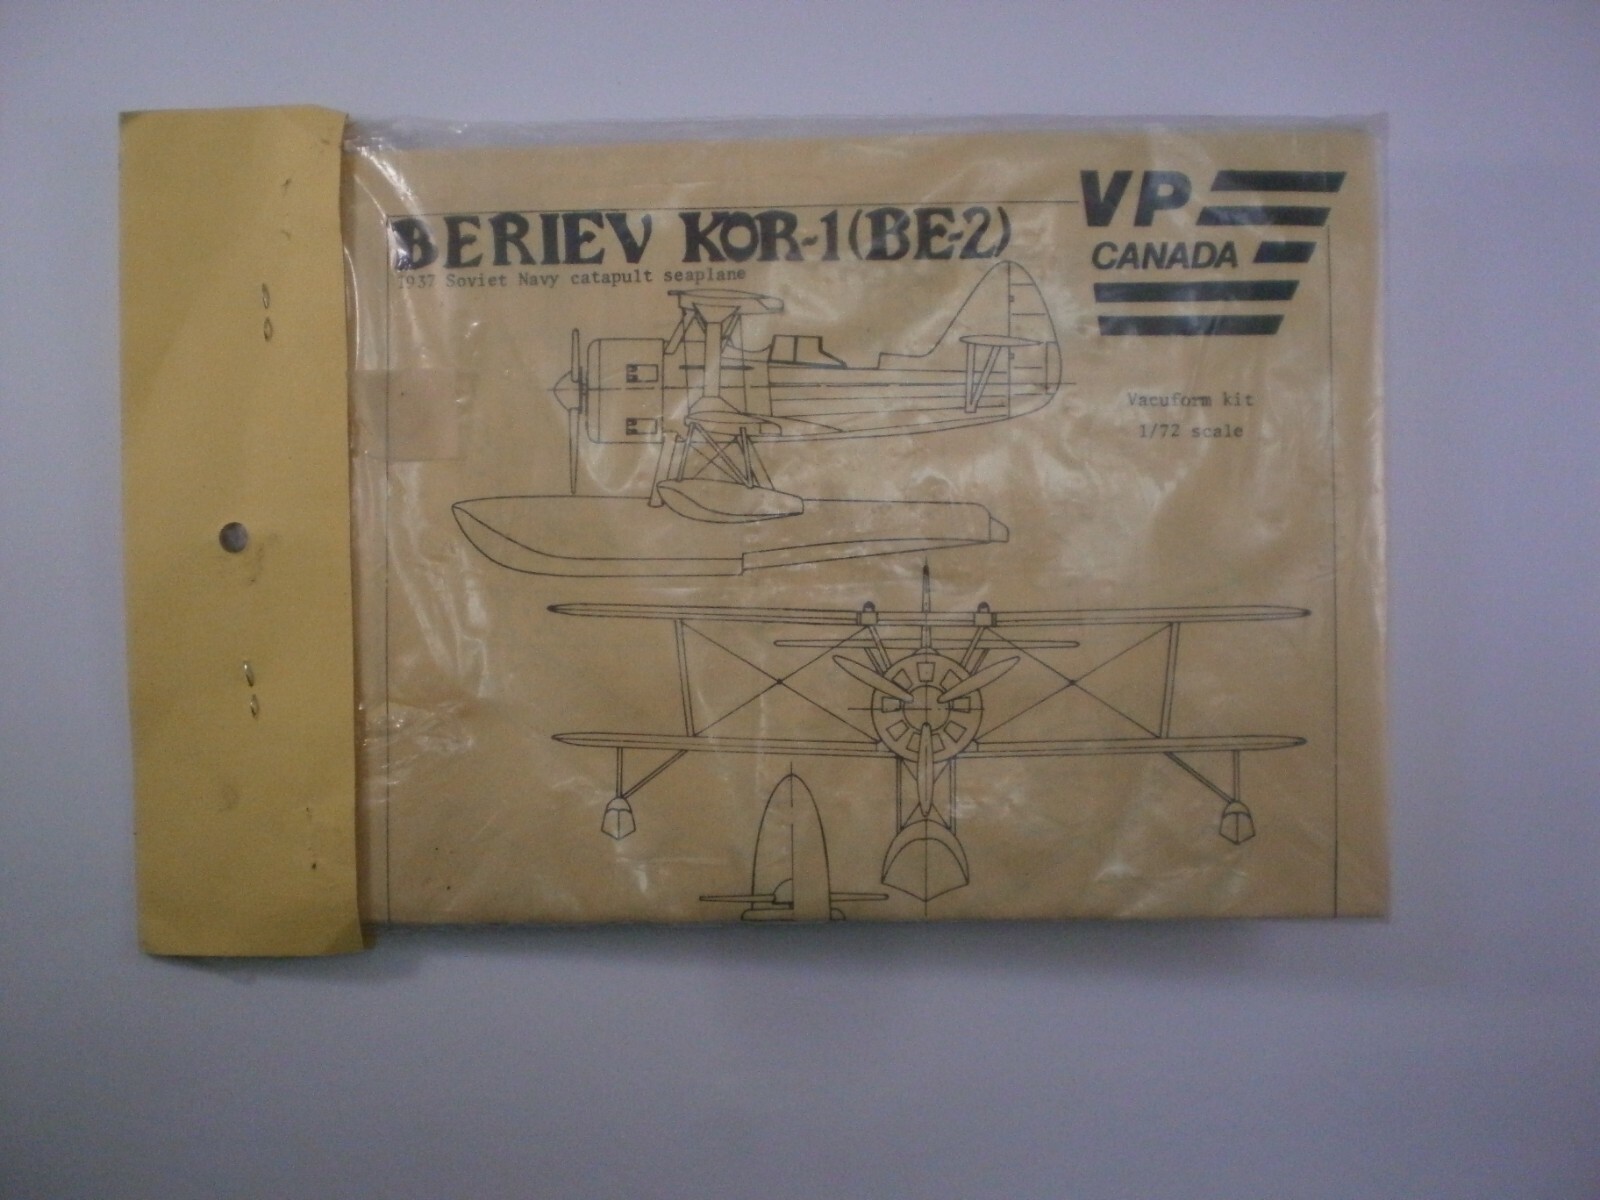 BERIEV KOR-1(BE-2)
1937 Soviet Navy catapult seaplane
VP
CANADA
Vacuform kit
1/72 scale